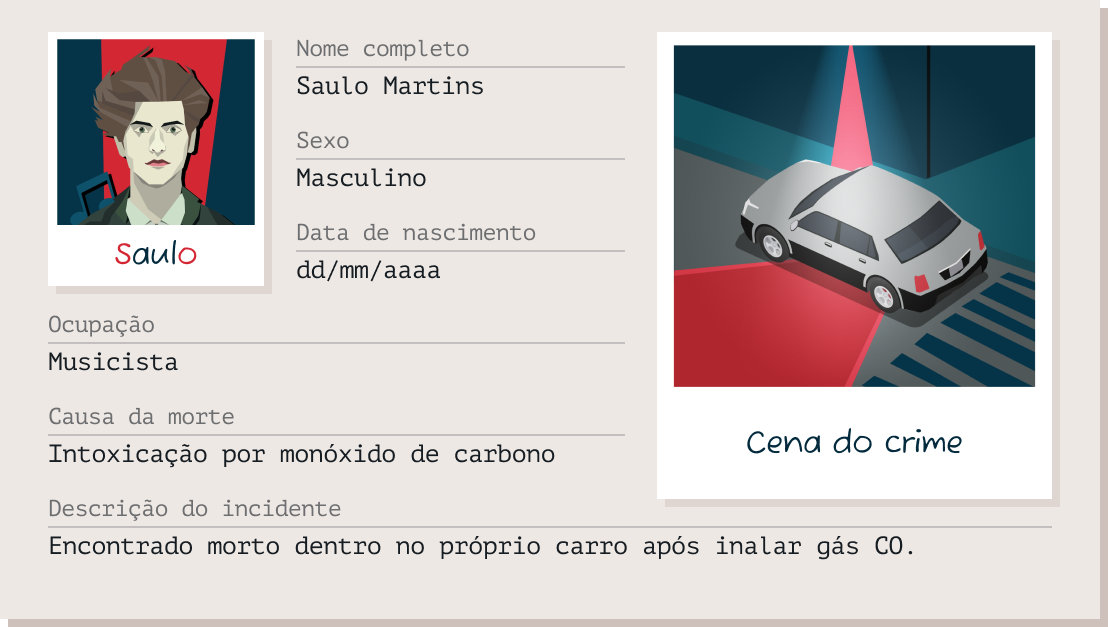 Saulo
Nome completo
Saulo Martins
Sexo
Masculino
Data de nascimento
dd/mm/aaaa
Ocupação
Musicista
Causa da morte
Intoxicação por monóxido de carbono
Cena do crime
Descrição do incidente
Encontrado morto dentro no próprio carro após inalar gás CO.